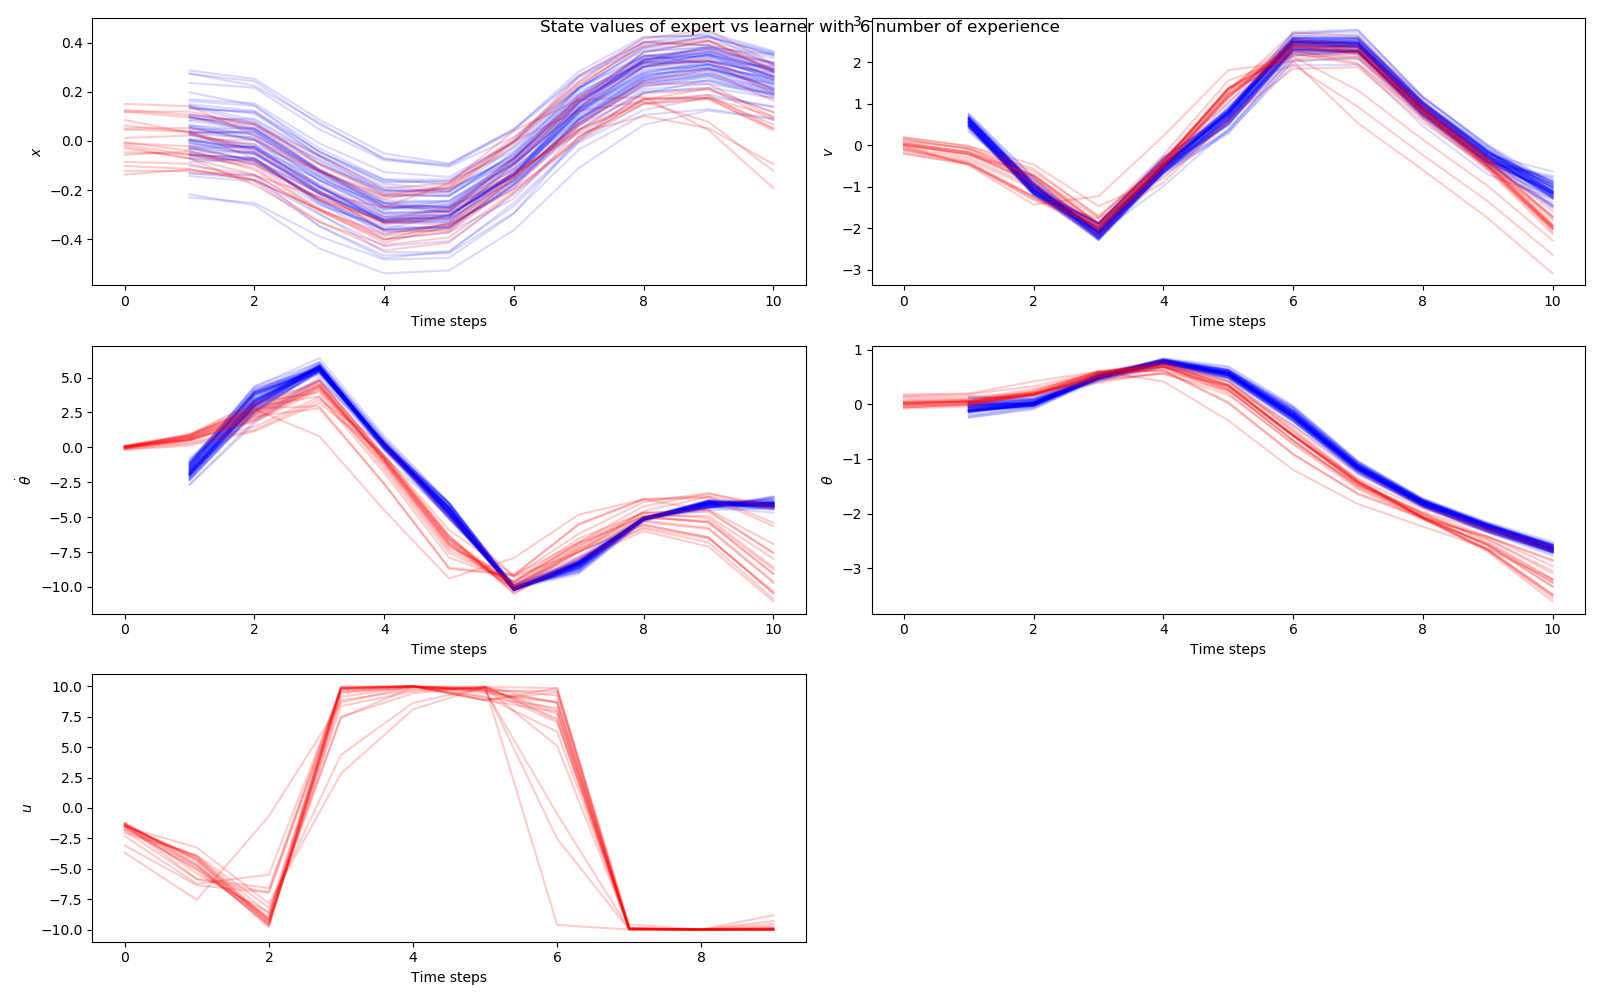 State values of expert vs learner with 6 number of experience
0.4
0.2
0.0
−0.2
−0.4
x
0 2 4 6 8 10
Time steps
3
2
1
0
−1
−2
−3
v
0 2 4 6 8 10
Time steps
5.0
2.5
0.0
−2.5
−5.0
−7.5
−10.0
θ̇
0 2 4 6 8 10
Time steps
1
0
−1
−2
−3
θ
0 2 4 6 8 10
Time steps
10.0
7.5
5.0
2.5
0.0
−2.5
−5.0
−7.5
−10.0
u
0 2 4 6 8
Time steps